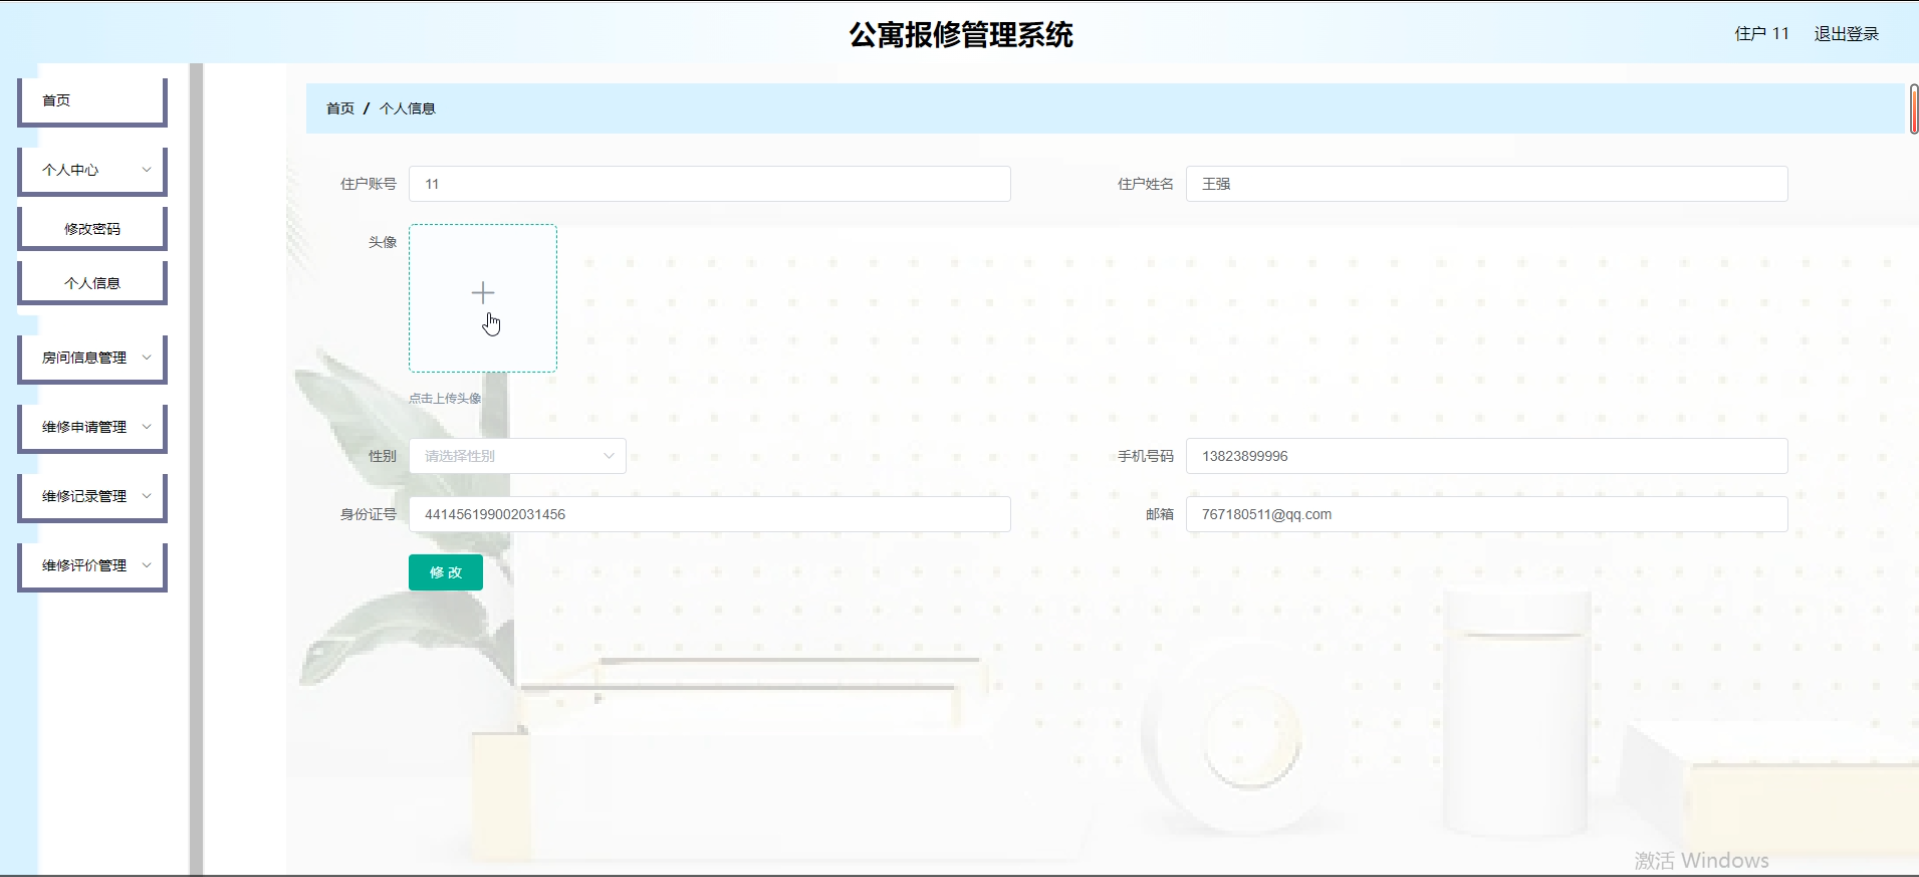 公寓报修管理系统
住户 11 退出登录
首页
个人中心
修改密码
个人信息
房间信息管理
维修申请管理
维修记录管理
维修评价管理
首页 / 个人信息
住户账号 11
住户姓名 王强
头像
点击上传头像
性别 请选择性别
手机号码 13823899996
身份证号 441456199002031456
邮箱 767180511@qq.com
修 改
激活 Windows